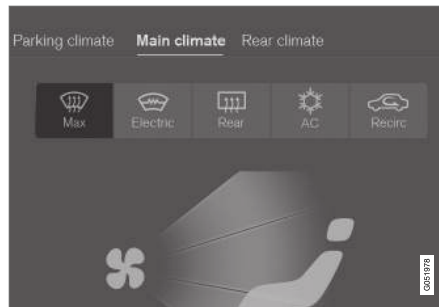 Parking climate Main climate Rear climate
Max Electric Rear AC Recirc
G051978